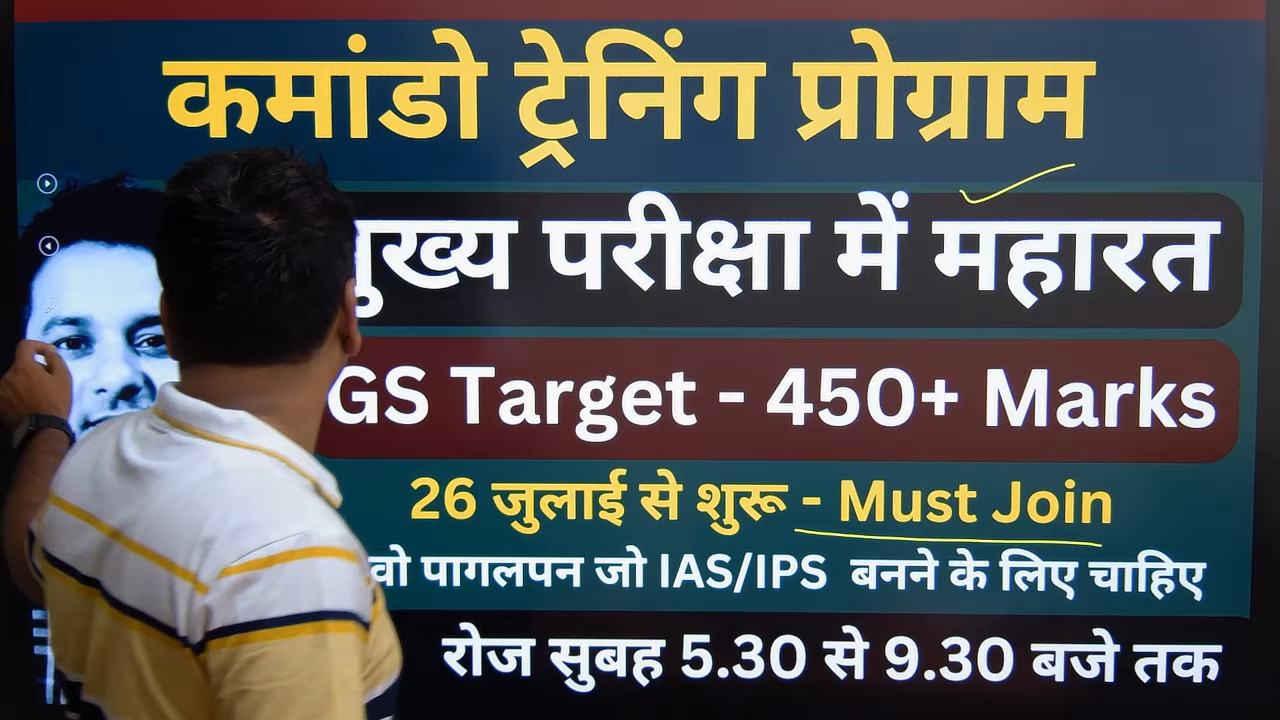 कमांडो ट्रेनिंग प्रोग्राम
मुख्य परीक्षा में महारत
GS Target - 450+ Marks
26 जुलाई से शुरू - Must Join
वो पागलपन जो IAS/IPS बनने के लिए चाहिए
रोज सुबह 5.30 से 9.30 बजे तक